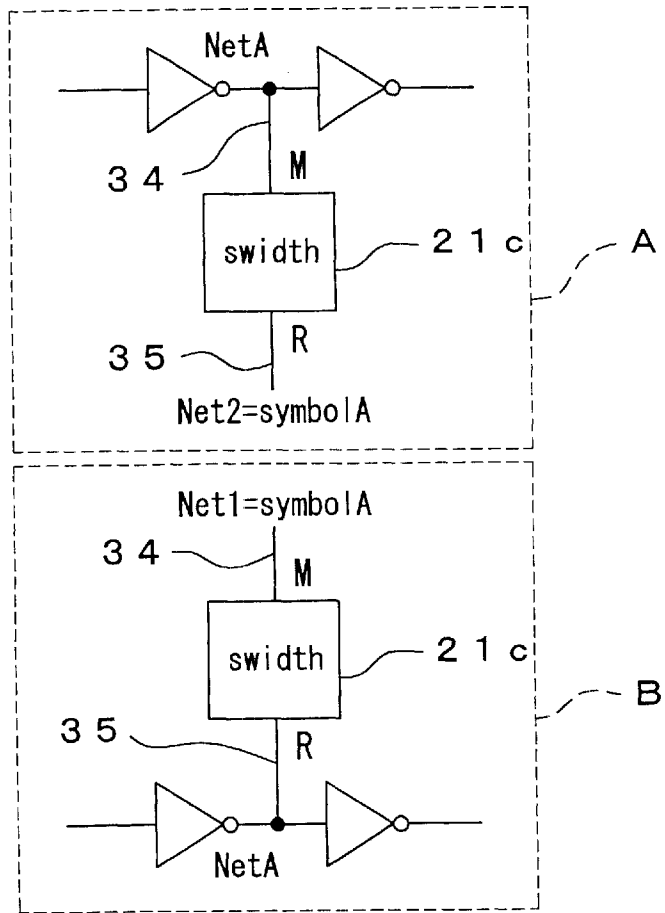 NetA
34
M
swidth
21c
A
35
R
Net2=symbolA
Net1=symbolA
34
M
swidth
21c
B
35
R
NetA